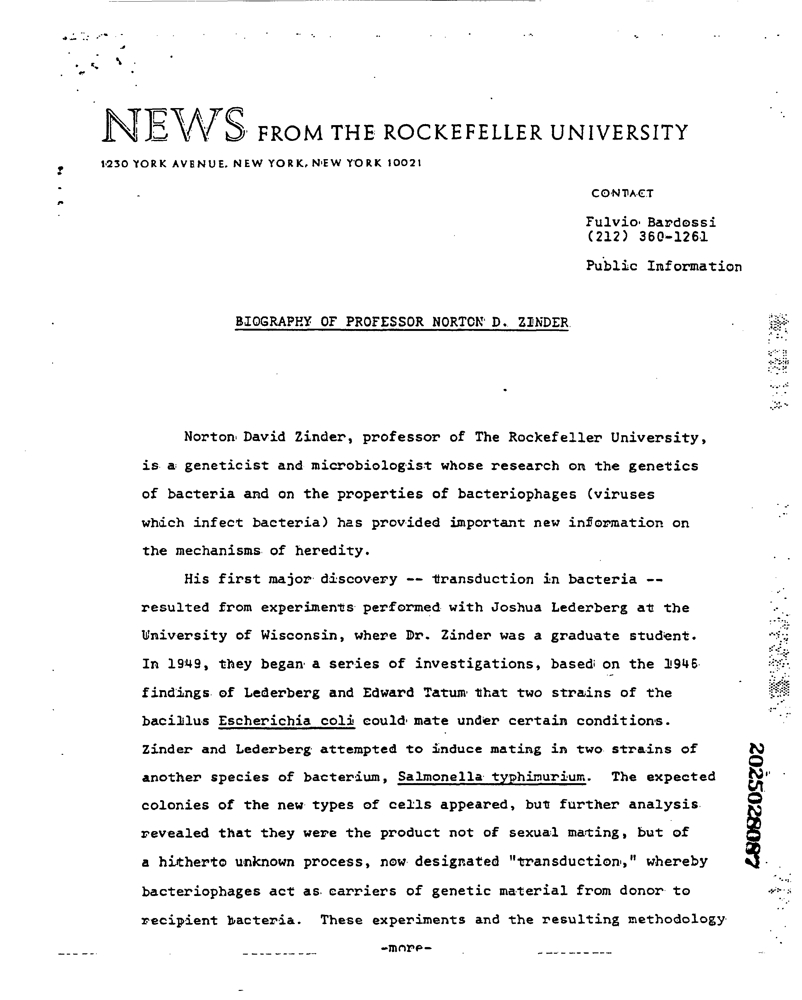 NEWS FROM THE ROCKEFELLER UNIVERSITY
1230 YORK AVENUE, NEW YORK, NEW YORK 10021
CONTACT
Fulvio Bardossi
(212) 360-1261
Public Information
BIOGRAPHY OF PROFESSOR NORTON D. ZINDER
Norton David Zinder, professor of The Rockefeller University,
is a geneticist and microbiologist whose research on the genetics
of bacteria and on the properties of bacteriophages (viruses
which infect bacteria) has provided important new information on
the mechanisms of heredity.
His first major discovery -- transduction in bacteria --
resulted from experiments performed with Joshua Lederberg at the
University of Wisconsin, where Dr. Zinder was a graduate student.
In 1949, they began a series of investigations, based on the 1946
findings of Lederberg and Edward Tatum that two strains of the
bacillus Escherichia coli could mate under certain conditions.
Zinder and Lederberg attempted to induce mating in two strains of
another species of bacterium, Salmonella typhimurium. The expected
colonies of the new types of cells appeared, but further analysis
revealed that they were the product not of sexual mating, but of
a hitherto unknown process, now designated "transduction," whereby
bacteriophages act as carriers of genetic material from donor to
recipient bacteria. These experiments and the resulting methodology
-more-
2025028087